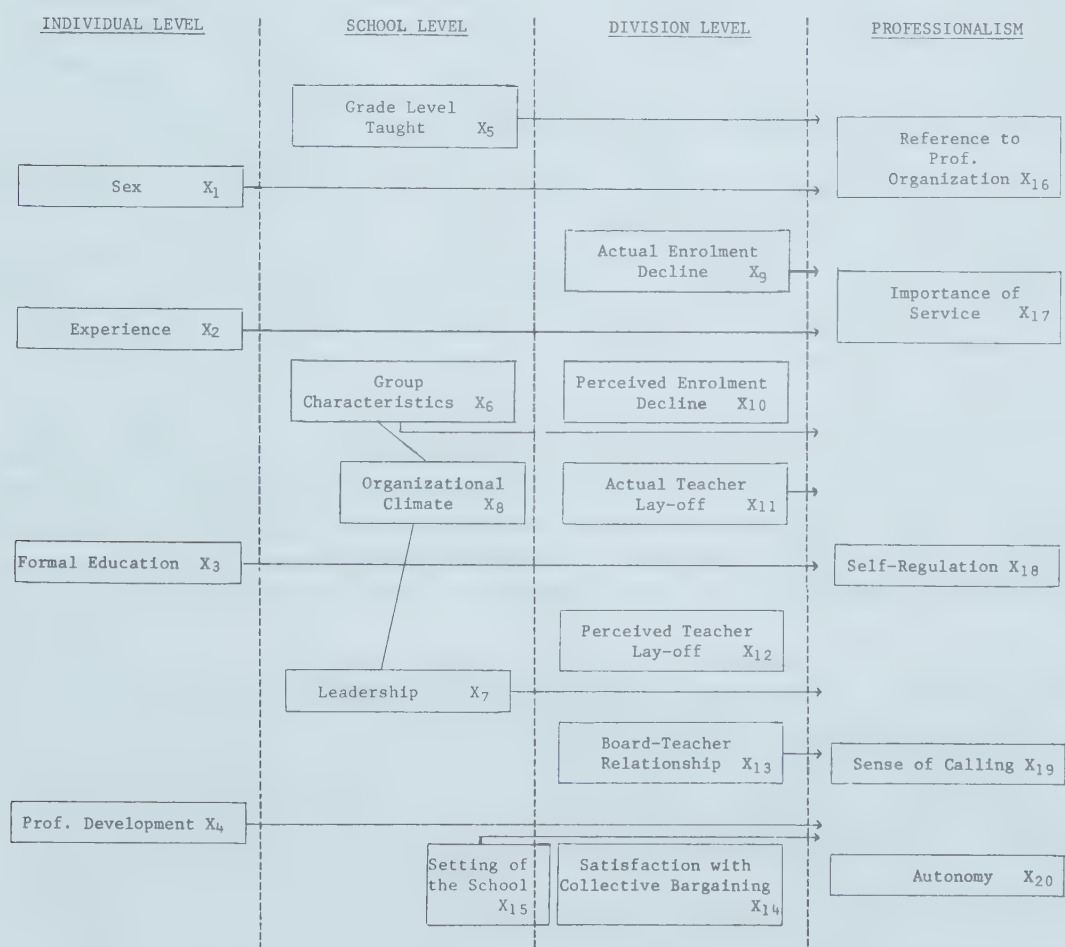 INDIVIDUAL LEVEL
SCHOOL LEVEL
DIVISION LEVEL
PROFESSIONALISM
Grade Level
Taught X5
Reference to
Prof.
Organization X16
Sex X1
Actual Enrolment
Decline X9
Importance of
Service X17
Experience X2
Group
Characteristics X6
Perceived Enrolment
Decline X10
Organizational
Climate X8
Actual Teacher
Lay-off X11
Formal Education X3
Self-Regulation X18
Perceived Teacher
Lay-off X12
Leadership X7
Board-Teacher
Relationship X13
Sense of Calling X19
Prof. Development X4
Setting of
the School
X15
Satisfaction with
Collective Bargaining
X14
Autonomy X20